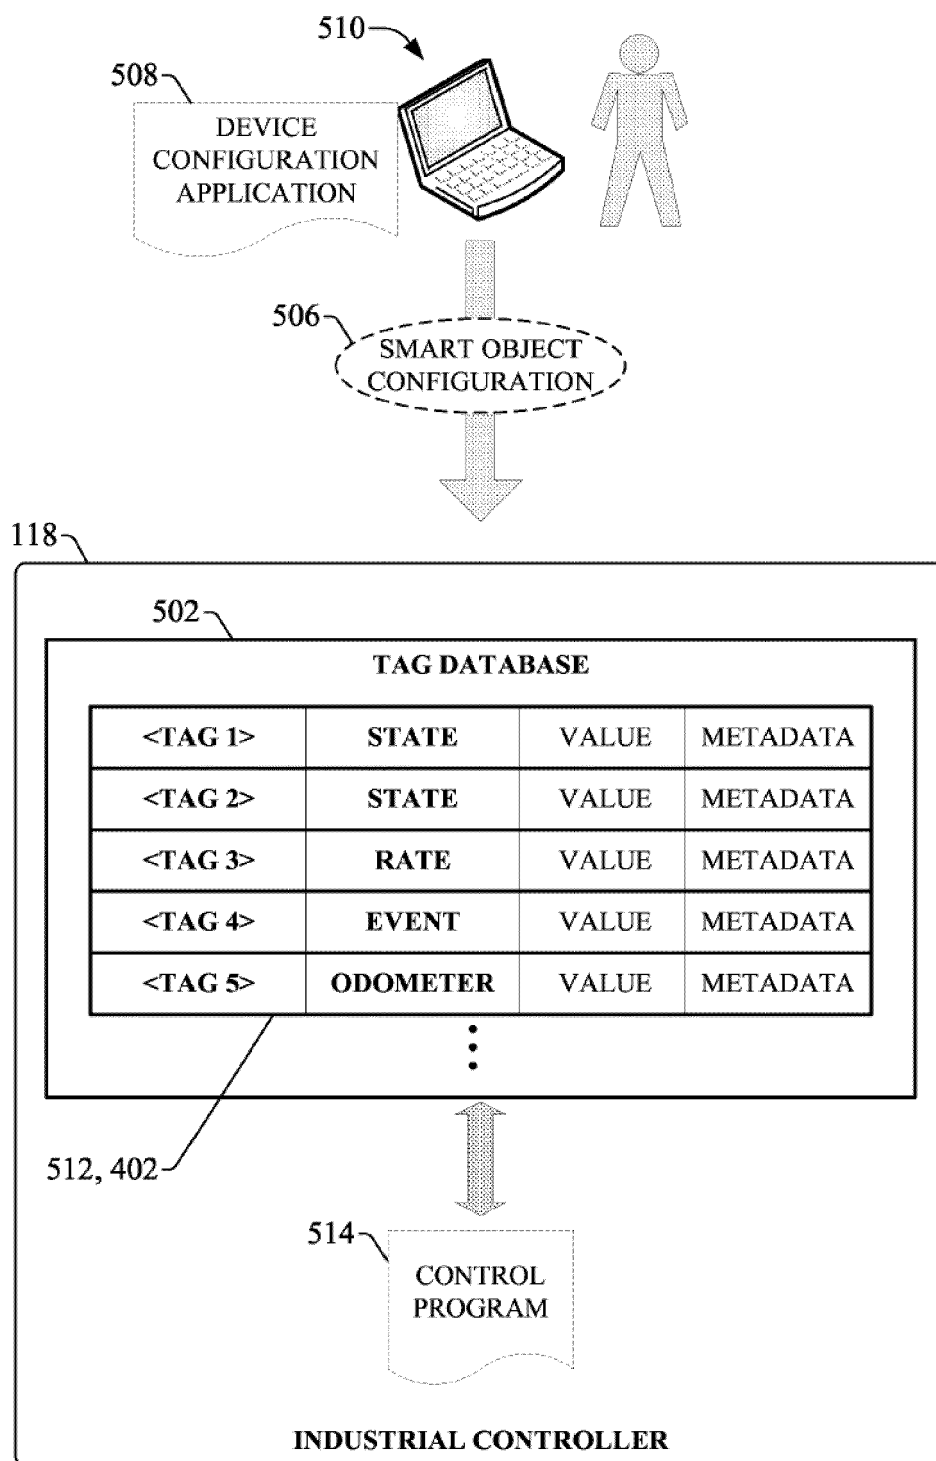 510
508
DEVICE
CONFIGURATION
APPLICATION
506
SMART OBJECT
CONFIGURATION
118
502
TAG DATABASE
<TAG 1> STATE VALUE METADATA
<TAG 2> STATE VALUE METADATA
<TAG 3> RATE VALUE METADATA
<TAG 4> EVENT VALUE METADATA
<TAG 5> ODOMETER VALUE METADATA
512, 402
514
CONTROL
PROGRAM
INDUSTRIAL CONTROLLER